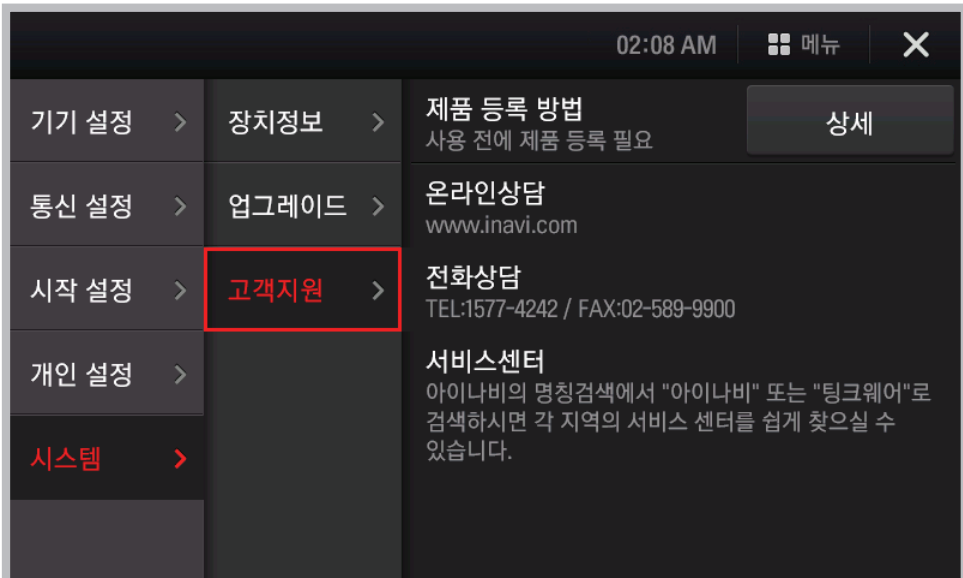 02:08 AM 메뉴
기기 설정
통신 설정
시작 설정
개인 설정
시스템
장치정보
업그레이드
고객지원
제품 등록 방법
사용 전에 제품 등록 필요
상세
온라인상담
www.inavi.com
전화상담
TEL:1577-4242 / FAX:02-589-9900
서비스센터
아이나비의 명칭검색에서 "아이나비" 또는 "팅크웨어"로
검색하시면 각 지역의 서비스 센터를 쉽게 찾으실 수
있습니다.